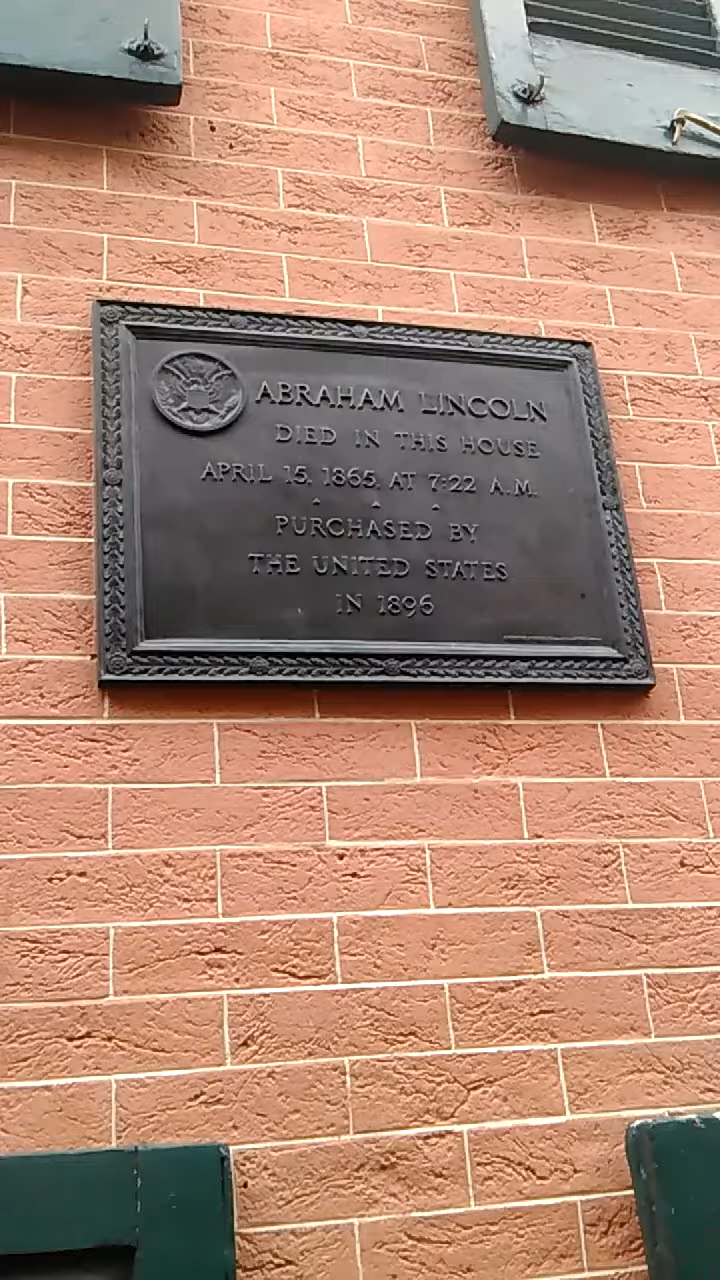 ABRAHAM LINCOLN
DIED IN THIS HOUSE
APRIL 15, 1865, AT 7:22 A.M.
PURCHASED BY
THE UNITED STATES
IN 1896